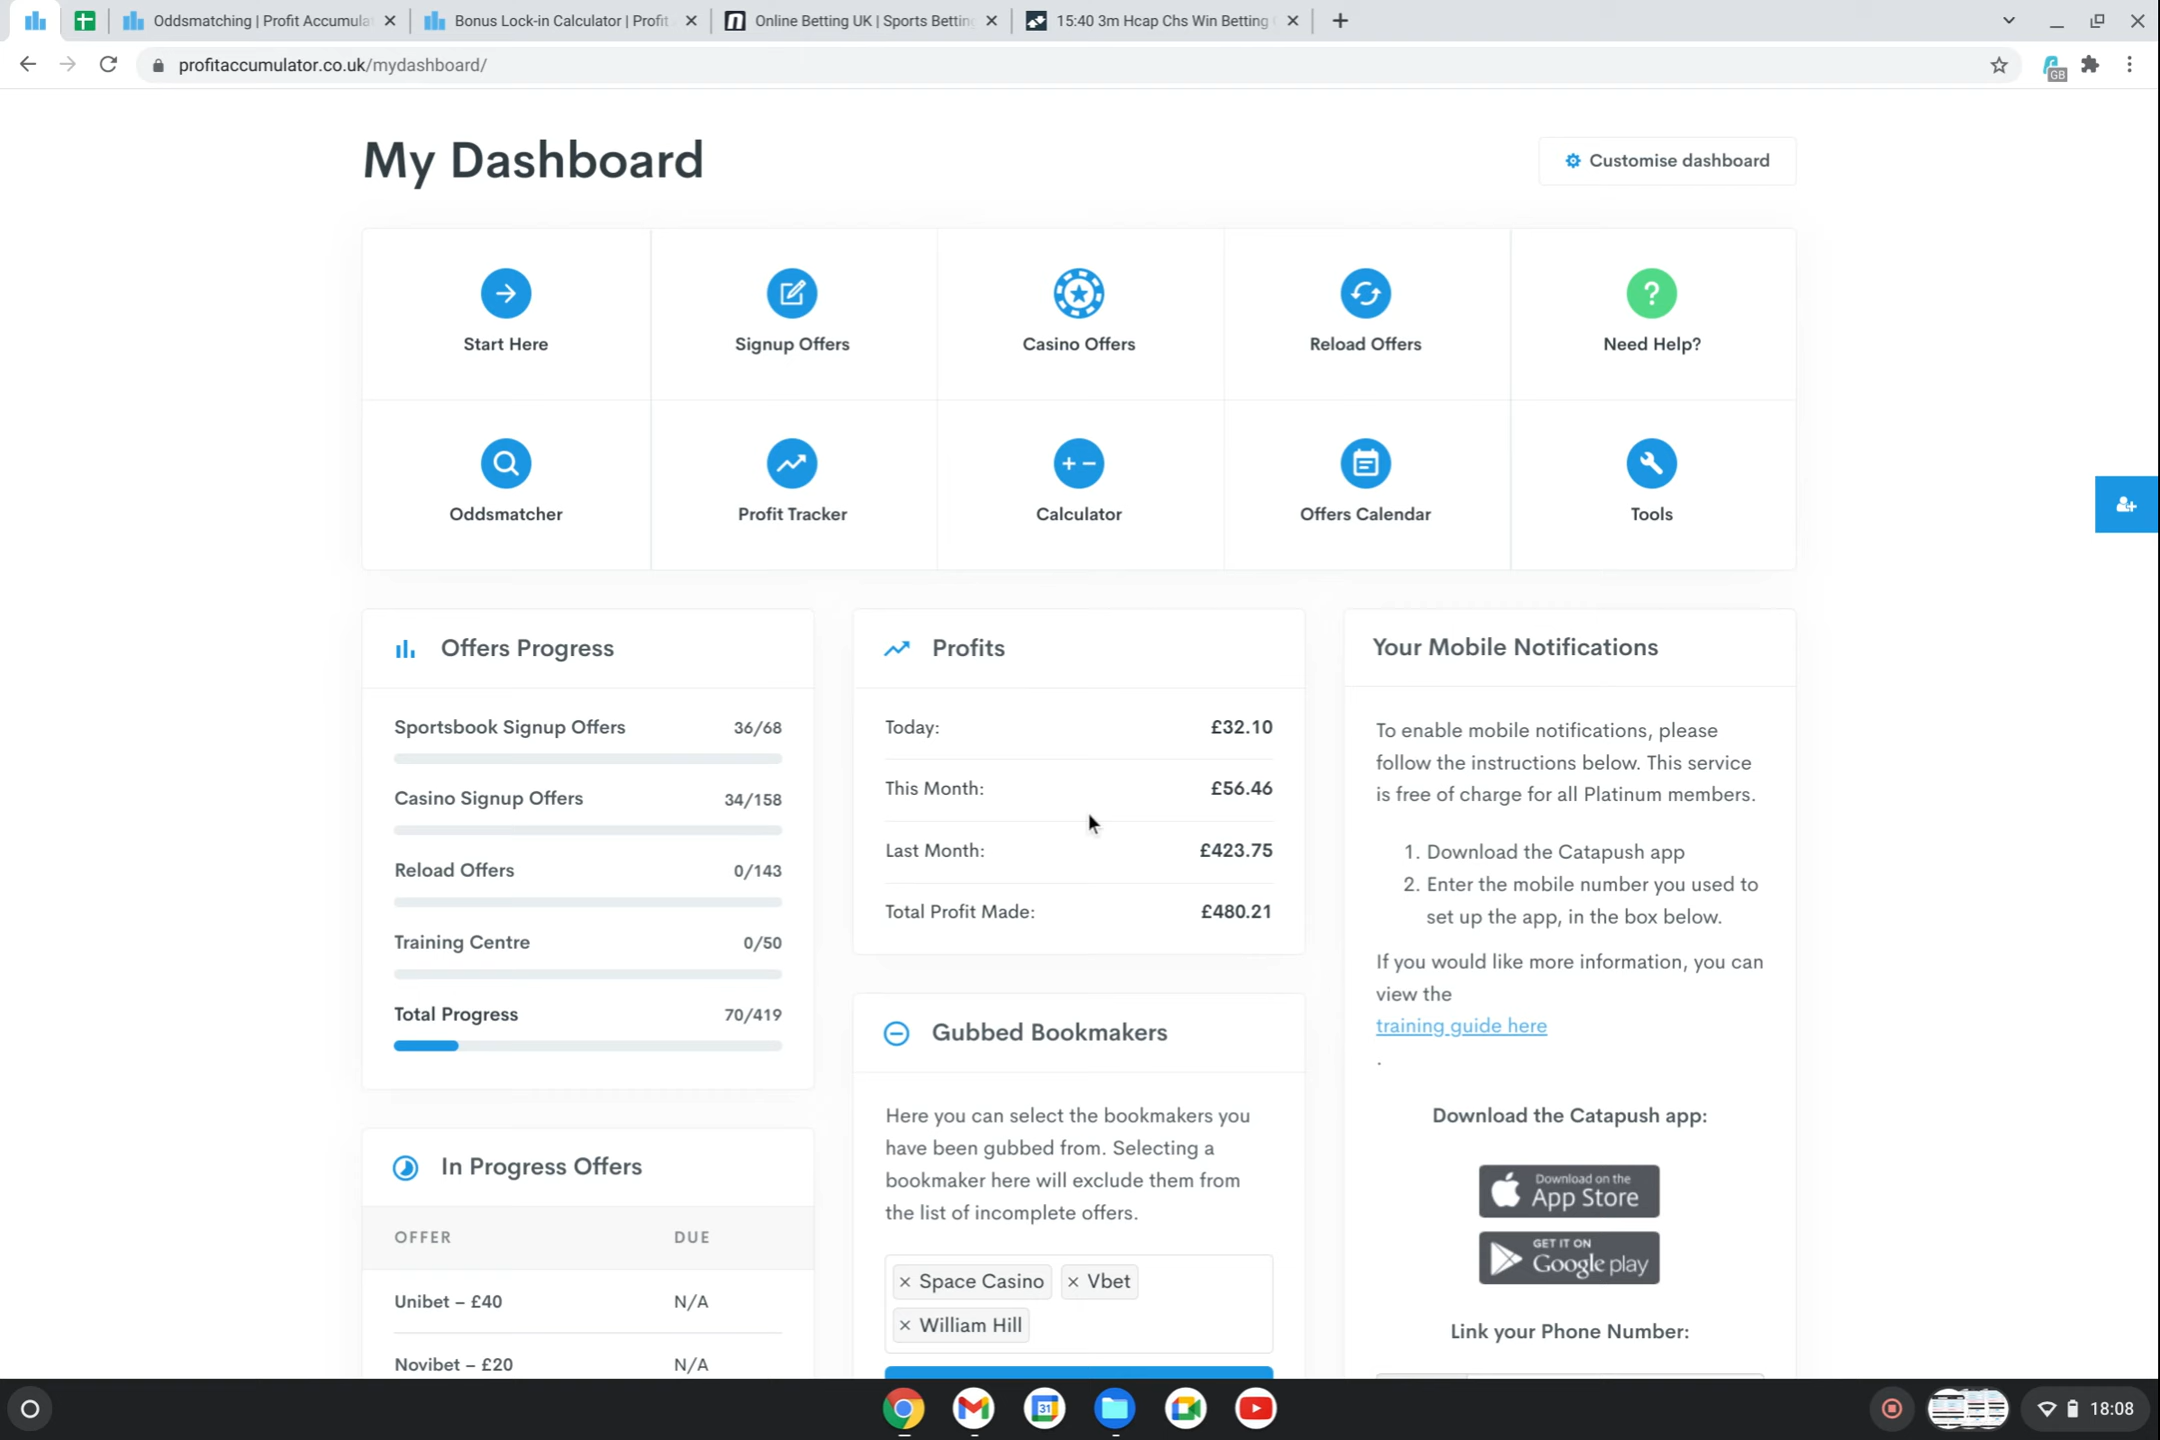 Oddsmatching | Profit Accumulat
Bonus Lock-in Calculator | Profit
Online Betting UK | Sports Betting
15:40 3m Hcap Chs Win Betting
profitaccumulator.co.uk/mydashboard/
GB
My Dashboard
Customise dashboard
Start Here
Signup Offers
Casino Offers
Reload Offers
Need Help?
Oddsmatcher
Profit Tracker
Calculator
Offers Calendar
Tools
Offers Progress
Sportsbook Signup Offers 36/68
Casino Signup Offers 34/158
Reload Offers 0/143
Training Centre 0/50
Total Progress 70/419
In Progress Offers
OFFER DUE
Unibet – £40 N/A
Novibet – £20 N/A
Profits
Today: £32.10
This Month: £56.46
Last Month: £423.75
Total Profit Made: £480.21
Gubbed Bookmakers
Here you can select the bookmakers you
have been gubbed from. Selecting a
bookmaker here will exclude them from
the list of incomplete offers.
× Space Casino × Vbet
× William Hill
Your Mobile Notifications
To enable mobile notifications, please
follow the instructions below. This service
is free of charge for all Platinum members.
1. Download the Catapush app
2. Enter the mobile number you used to
set up the app, in the box below.
If you would like more information, you can
view the
training guide here
.
Download the Catapush app:
Download on the
App Store
GET IT ON
Google play
Link your Phone Number:
31
18:08